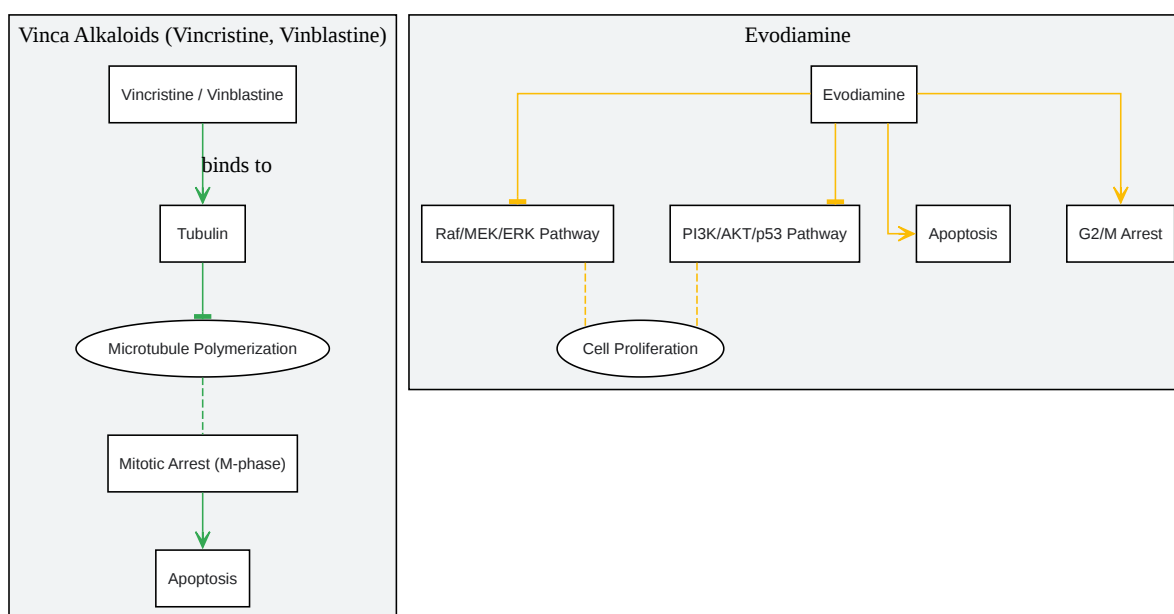 Vinca Alkaloids (Vincristine, Vinblastine)
Vincristine / Vinblastine
binds to
Tubulin
Microtubule Polymerization
Mitotic Arrest (M-phase)
Apoptosis
Evodiamine
Evodiamine
Raf/MEK/ERK Pathway
PI3K/AKT/p53 Pathway
Apoptosis
G2/M Arrest
Cell Proliferation